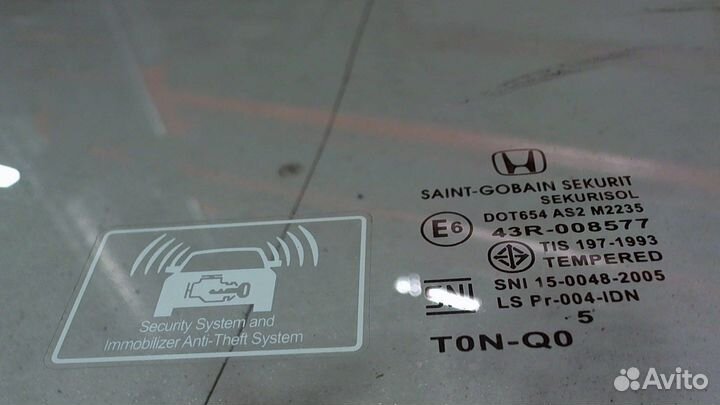 SAINT-GOBAIN SEKURIT
SEKURISOL
DOT654 AS2 M2235
E6
43R-008577
TIS 197-1993
TEMPERED
SNI
SNI 15-0048-2005
LS Pr-004-IDN
5
T0N-Q0
Security System and
Immobilizer Anti-Theft System
Avito